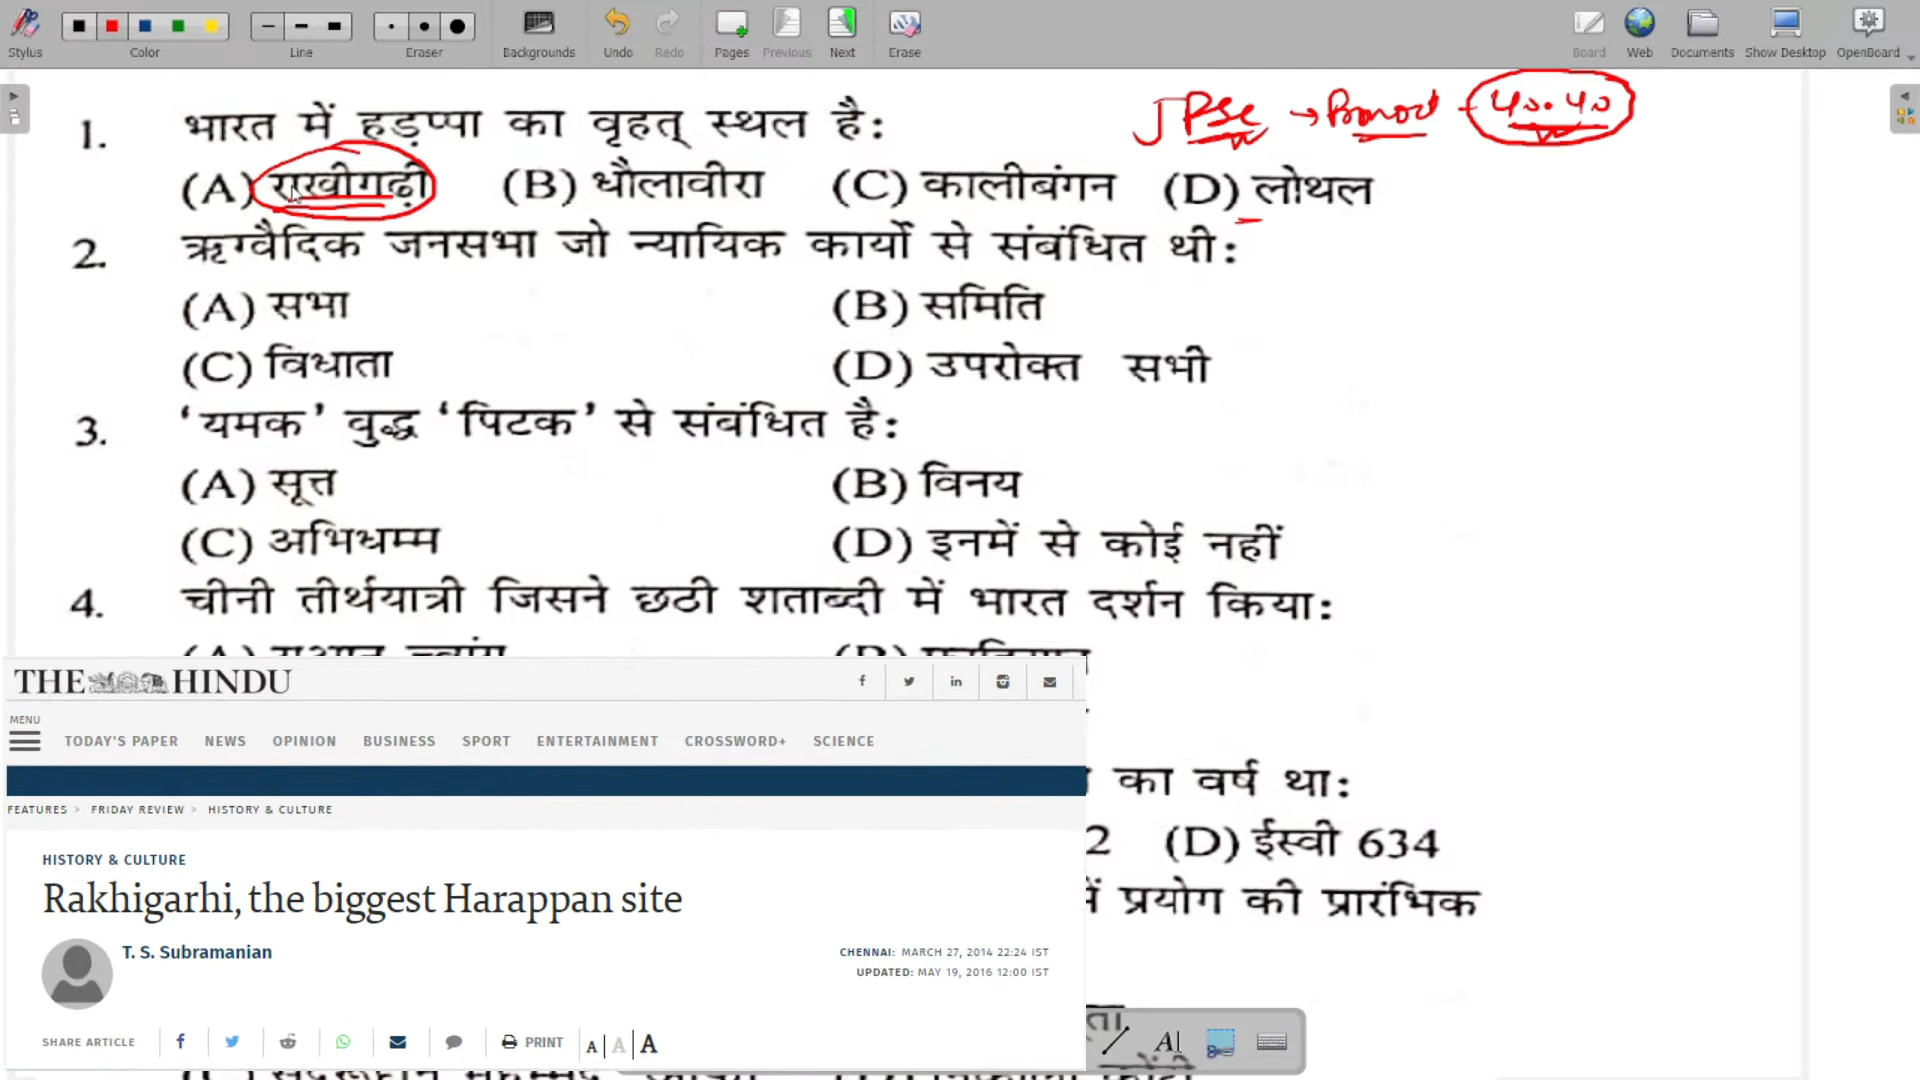 Stylus Color Line Eraser Backgrounds Undo Redo Pages Previous Next Erase Board Web Documents Show Desktop OpenBoard
JPSC → - 40.40
1. भारत में हड़प्पा का वृहत् स्थल है:
(A) राखीगढ़ी (B) धौलावीरा (C) कालीबंगन (D) लोथल
2. ऋग्वैदिक जनसभा जो न्यायिक कार्यो से संबंधित थी:
(A) सभा (B) समिति
(C) विधाता (D) उपरोक्त सभी
3. ‘यमक’ वुद्ध ‘पिटक’ से संबंधित है:
(A) सूत्त (B) विनय
(C) अभिधम्म (D) इनमें से कोई नहीं
4. चीनी तीर्थयात्री जिसने छठी शताब्दी में भारत दर्शन किया:
THE HINDU
MENU
TODAY'S PAPER NEWS OPINION BUSINESS SPORT ENTERTAINMENT CROSSWORD+ SCIENCE
का वर्ष था:
FEATURES > FRIDAY REVIEW > HISTORY & CULTURE
2 (D) ईस्वी 634
HISTORY & CULTURE
Rakhigarhi, the biggest Harappan site
में प्रयोग की प्रारंभिक
T. S. Subramanian
CHENNAI: MARCH 27, 2014 22:24 IST
UPDATED: MAY 19, 2016 12:00 IST
SHARE ARTICLE PRINT A | A | A